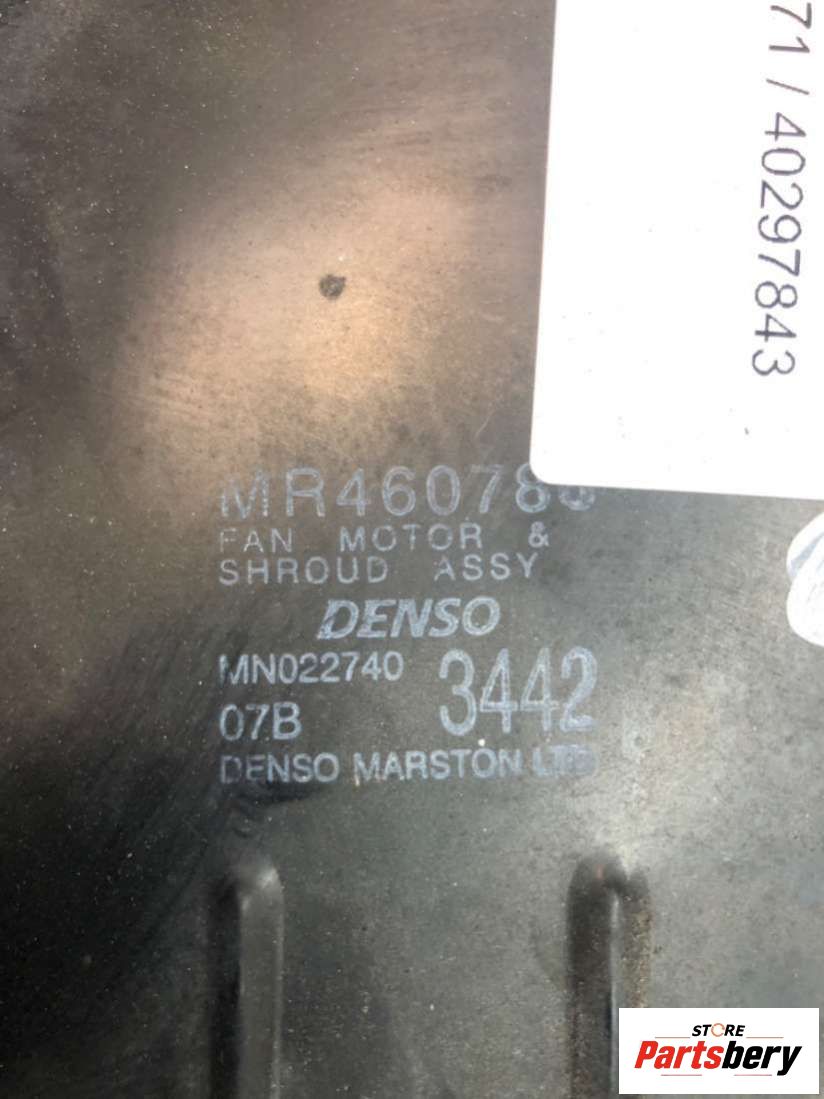 71 / 40297843
FAN MOTOR &
SHROUD ASSY
DENSO
MN022740
3442
07B
DENSO MARSTON LTD
STORE
Partsbery